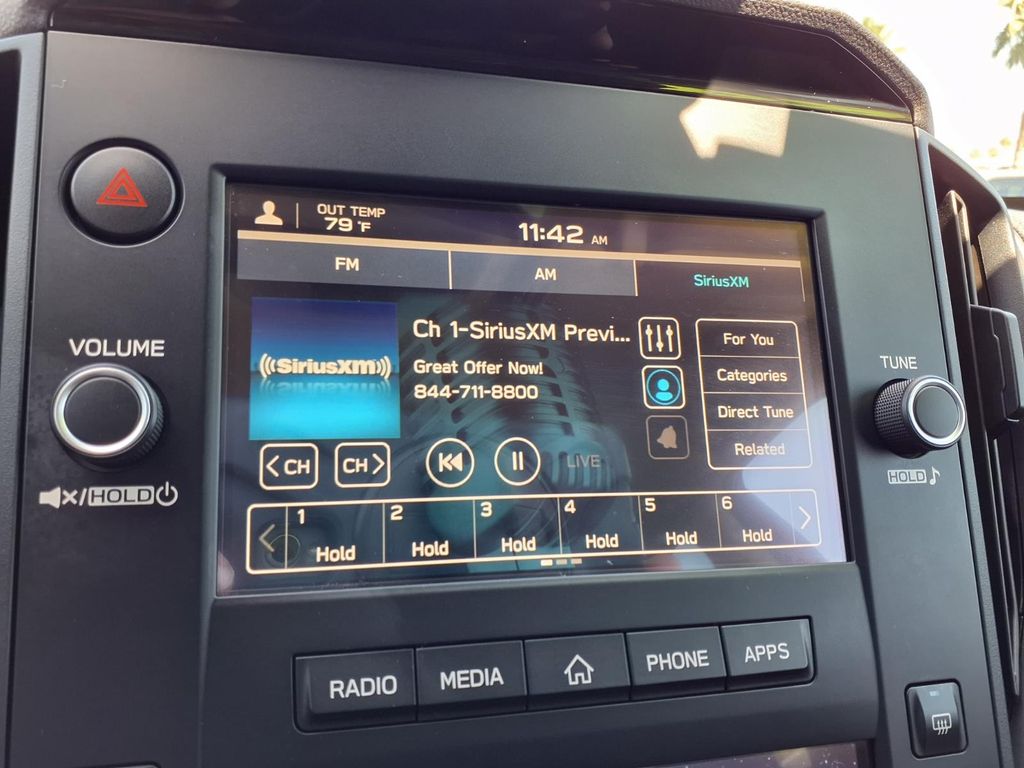 OUT TEMP
79°F
11:42 AM
FM
AM
SiriusXM
((SiriusXM))
Ch 1-SiriusXM Previ...
Great Offer Now!
844-711-8800
For You
Categories
Direct Tune
Related
<CH
CH>
LIVE
1
Hold
2
Hold
3
Hold
4
Hold
5
Hold
6
Hold
VOLUME
/HOLD
TUNE
HOLD
RADIO
MEDIA
PHONE
APPS